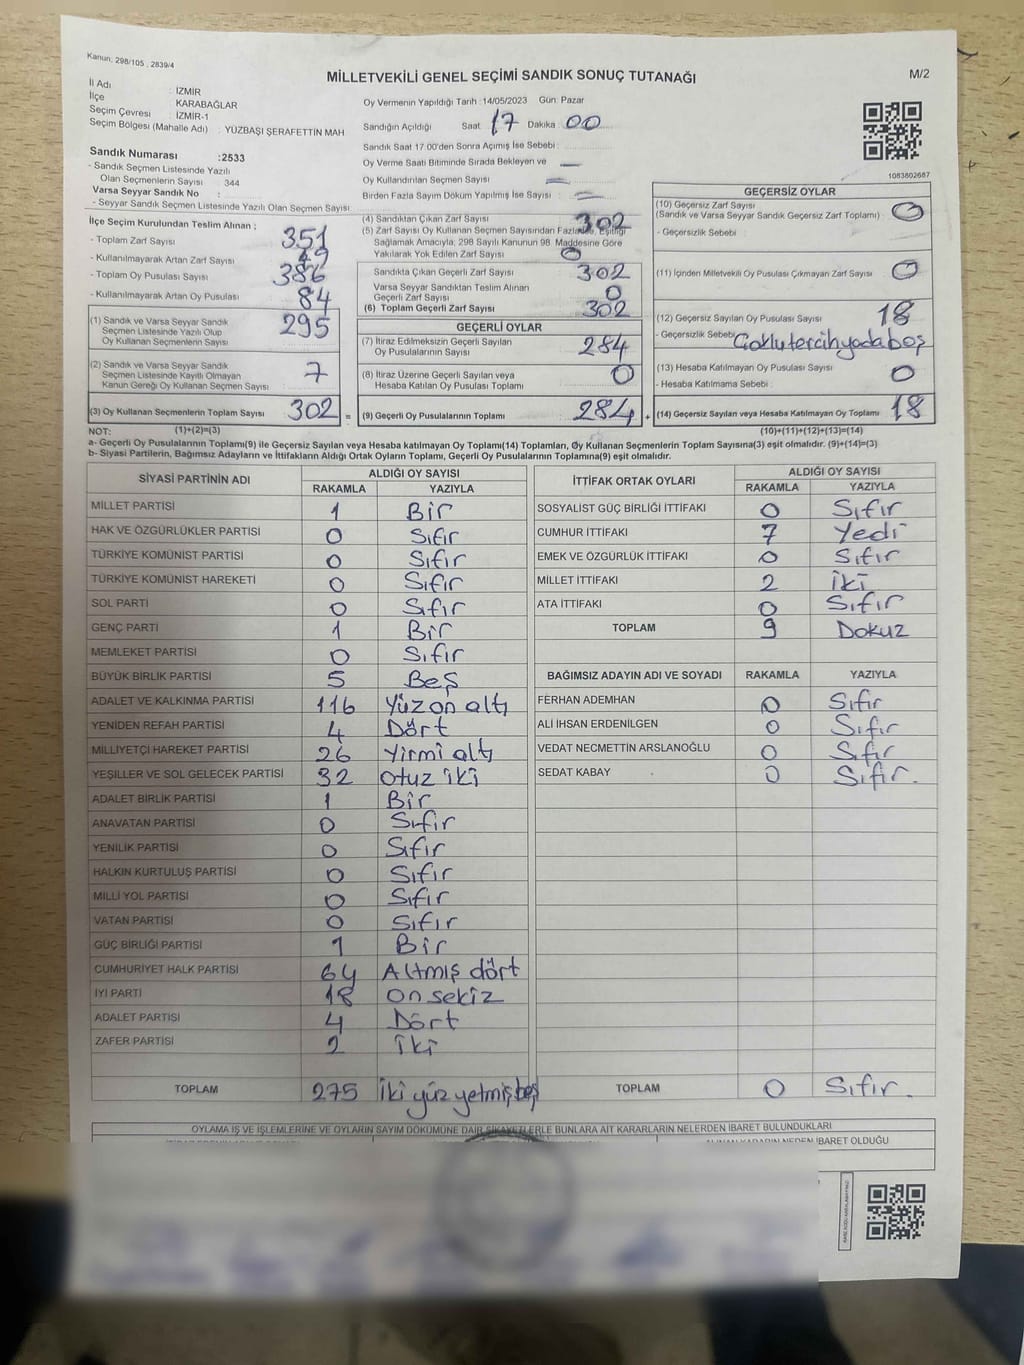 Kanun, 298/105 , 2839/4
MİLLETVEKİLİ GENEL SEÇİMİ SANDIK SONUÇ TUTANAĞI
M/2
İl Adı : İZMİR
İlçe KARABAĞLAR
Seçim Çevresi : İZMİR-1
Seçim Bölgesi (Mahalle Adı) : YÜZBAŞI ŞERAFETTİN MAH
Sandık Numarası :2533
- Sandık Seçmen Listesinde Yazılı
Olan Seçmenlerin Sayısı : 344
Varsa Seyyar Sandık No :
- Seyyar Sandık Seçmen Listesinde Yazılı Olan Seçmen Sayısı:
Oy Vermenin Yapıldığı Tarih :14/05/2023 Gün: Pazar
Sandığın Açıldığı Saat 17 Dakika 00
Sandık Saat 17:00'den Sonra Açımış İse Sebebi :
Oy Verme Saati Bitiminde Sırada Bekleyen ve —
Oy Kullandırılan Seçmen Sayısı :
Birden Fazla Sayım Döküm Yapılmış İse Sayısı :
1083802687
İlçe Seçim Kurulundan Teslim Alınan ;
- Toplam Zarf Sayısı 351
- Kullanılmayarak Artan Zarf Sayısı 49
- Toplam Oy Pusulası Sayısı 386
- Kullanılmayarak Artan Oy Pusulası 84
(1) Sandık ve Varsa Seyyar Sandık
Seçmen Listesinde Yazılı Olup
Oy Kullanan Seçmenlerin Sayısı 295
(2) Sandık ve Varsa Seyyar Sandık
Seçmen Listesinde Kayıtlı Olmayan
Kanun Gereği Oy Kullanan Seçmen Sayısı : 7
(3) Oy Kullanan Seçmenlerin Toplam Sayısı 302 =
(4) Sandıktan Çıkan Zarf Sayısı 302
(5) Zarf Sayısı Oy Kullanan Seçmen Sayısından Fazla İse, Eşitliği
Sağlamak Amacıyla, 298 Sayılı Kanunun 98. Maddesine Göre
Yakılarak Yok Edilen Zarf Sayısı 0
Sandıkta Çıkan Geçerli Zarf Sayısı 302
Varsa Seyyar Sandıktan Teslim Alınan
Geçerli Zarf Sayısı 0
(6) Toplam Geçerli Zarf Sayısı 302
GEÇERLİ OYLAR
(7) İtiraz Edilmeksizin Geçerli Sayılan
Oy Pusulalarının Sayısı 284
(8) İtiraz Üzerine Geçerli Sayılan veya
Hesaba Katılan Oy Pusulası Toplamı 0
(9) Geçerli Oy Pusulalarının Toplamı 284 +
GEÇERSİZ OYLAR
(10) Geçersiz Zarf Sayısı
(Sandık ve Varsa Seyyar Sandık Geçersiz Zarf Toplamı) 0
- Geçersizlik Sebebi :
(11) İçinden Milletvekili Oy Pusulası Çıkmayan Zarf Sayısı 0
(12) Geçersiz Sayılan Oy Pusulası Sayısı 18
- Geçersizlik Sebebi Çoklu tercih yada boş
(13) Hesaba Katılmayan Oy Pusulası Sayısı 0
- Hesaba Katılmama Sebebi :
(14) Geçersiz Sayılan veya Hesaba Katılmayan Oy Toplamı 18
NOT: (1)+(2)=(3) (10)+(11)+(12)+(13)=(14)
a- Geçerli Oy Pusulalarının Toplamı(9) ile Geçersiz Sayılan veya Hesaba katılmayan Oy Toplamı(14) Toplamları, Oy Kullanan Seçmenlerin Toplam Sayısına(3) eşit olmalıdır. (9)+(14)=(3)
b- Siyasi Partilerin, Bağımsız Adayların ve İttifakların Aldığı Ortak Oyların Toplamı, Geçerli Oy Pusulalarının Toplamına(9) eşit olmalıdır.
SİYASİ PARTİNİN ADI ALDIĞI OY SAYISI
RAKAMLA YAZIYLA
MİLLET PARTİSİ 1 Bir
HAK VE ÖZGÜRLÜKLER PARTİSİ 0 Sıfır
TÜRKİYE KOMÜNİST PARTİSİ 0 Sıfır
TÜRKİYE KOMÜNİST HAREKETİ 0 Sıfır
SOL PARTİ 0 Sıfır
GENÇ PARTİ 1 Bir
MEMLEKET PARTİSİ 0 Sıfır
BÜYÜK BİRLİK PARTİSİ 5 Beş
ADALET VE KALKINMA PARTİSİ 116 Yüz on altı
YENİDEN REFAH PARTİSİ 4 Dört
MİLLİYETÇİ HAREKET PARTİSİ 26 Yirmi altı
YEŞİLLER VE SOL GELECEK PARTİSİ 32 Otuz iki
ADALET BİRLİK PARTİSİ 1 Bir
ANAVATAN PARTİSİ 0 Sıfır
YENİLİK PARTİSİ 0 Sıfır
HALKIN KURTULUŞ PARTİSİ 0 Sıfır
MİLLİ YOL PARTİSİ 0 Sıfır
VATAN PARTİSİ 0 Sıfır
GÜÇ BİRLİĞİ PARTİSİ 1 Bir
CUMHURİYET HALK PARTİSİ 64 Altmış dört
İYİ PARTİ 18 on sekiz
ADALET PARTİSİ 4 Dört
ZAFER PARTİSİ 2 İki
TOPLAM 275 İki yüz yetmiş beş
İTTİFAK ORTAK OYLARI ALDIĞI OY SAYISI
RAKAMLA YAZIYLA
SOSYALİST GÜÇ BİRLİĞİ İTTİFAKI 0 Sıfır
CUMHUR İTTİFAKI 7 Yedi
EMEK VE ÖZGÜRLÜK İTTİFAKI 0 Sıfır
MİLLET İTTİFAKI 2 İki
ATA İTTİFAKI 0 Sıfır
TOPLAM 9 Dokuz
BAĞIMSIZ ADAYIN ADI VE SOYADI RAKAMLA YAZIYLA
FERHAN ADEMHAN 0 Sıfır
ALİ İHSAN ERDENİLGEN 0 Sıfır
VEDAT NECMETTİN ARSLANOĞLU 0 Sıfır
SEDAT KABAY 0 Sıfır.
TOPLAM 0 Sıfır.
OYLAMA İŞ VE İŞLEMLERİNE VE OYLARIN SAYIM DÖKÜMÜNE DAİR ŞİKAYETLERLE BUNLARA AİT KARARLARIN NELERDEN İBARET BULUNDUKLARI
İBARET OLDUĞU